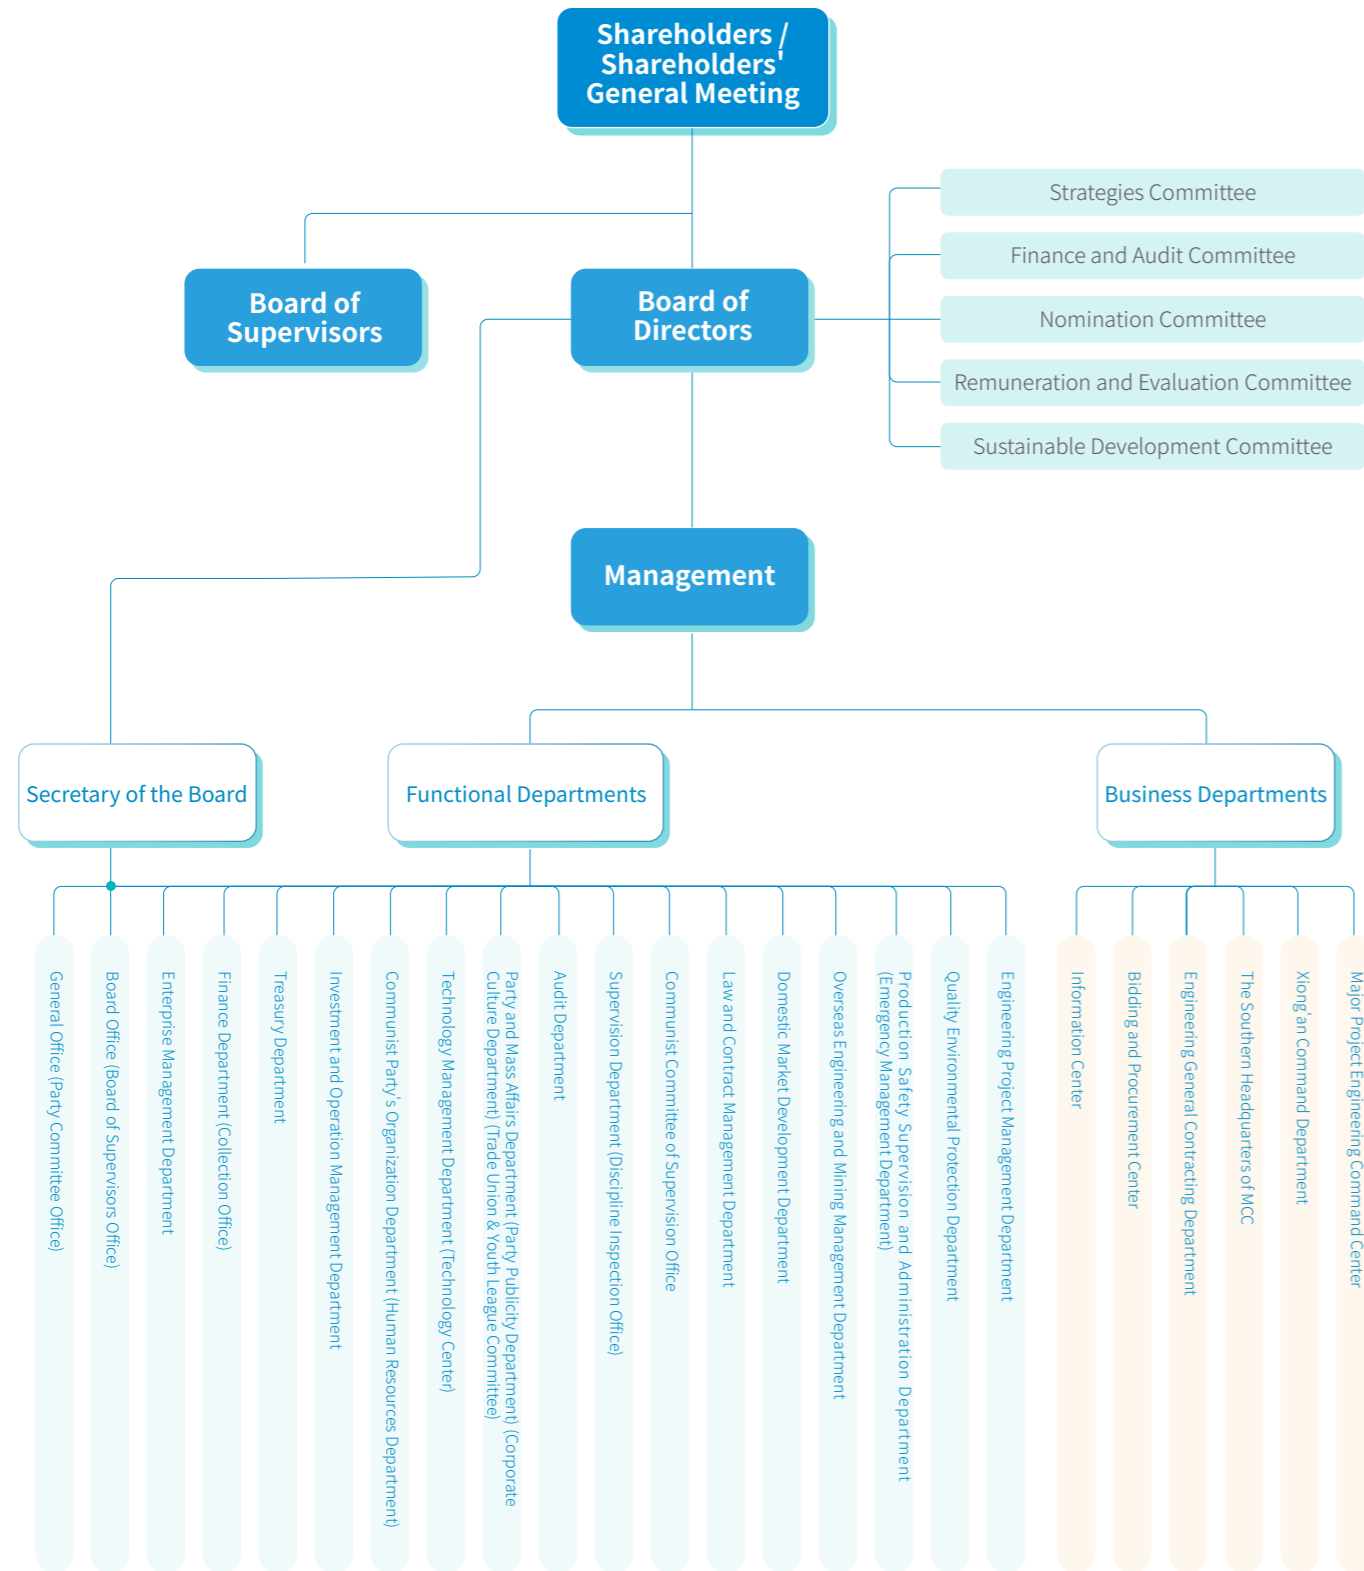 Shareholders /
Shareholders'
General Meeting
Strategies Committee
Finance and Audit Committee
Nomination Committee
Remuneration and Evaluation Committee
Sustainable Development Committee
Board of
Supervisors
Board of
Directors
Management
Secretary of the Board
Functional Departments
Business Departments
General Office (Party Committee Office)
Board Office (Board of Supervisors Office)
Enterprise Management Department
Finance Department (Collection Office)
Treasury Department
Investment and Operation Management Department
Communist Party's Organization Department (Human Resources Department)
Technology Management Department (Technology Center)
Party and Mass Affairs Department (Party Publicity Department) (Corporate
Culture Department) (Trade Union & Youth League Committee)
Audit Department
Supervision Department (Discipline Inspection Office)
Communist Committee of Supervision Office
Law and Contract Management Department
Domestic Market Development Department
Overseas Engineering and Mining Management Department
Production Safety Supervision and Administration Department
(Emergency Management Department)
Quality Environmental Protection Department
Engineering Project Management Department
Information Center
Bidding and Procurement Center
Engineering General Contracting Department
The Southern Headquarters of MCC
Xiong'an Command Department
Major Project Engineering Command Center